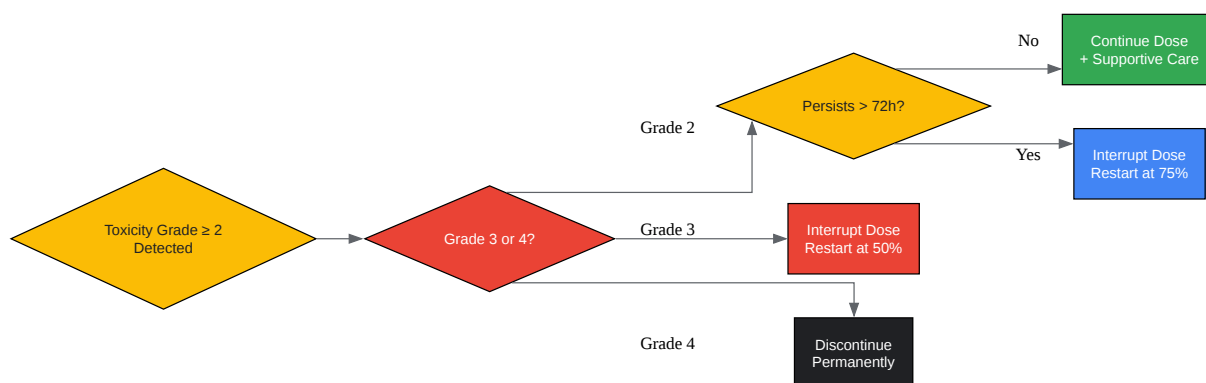 Toxicity Grade ≥ 2
Detected
Grade 3 or 4?
Grade 2
Persists > 72h?
No
Continue Dose
+ Supportive Care
Yes
Interrupt Dose
Restart at 75%
Grade 3
Interrupt Dose
Restart at 50%
Grade 4
Discontinue
Permanently